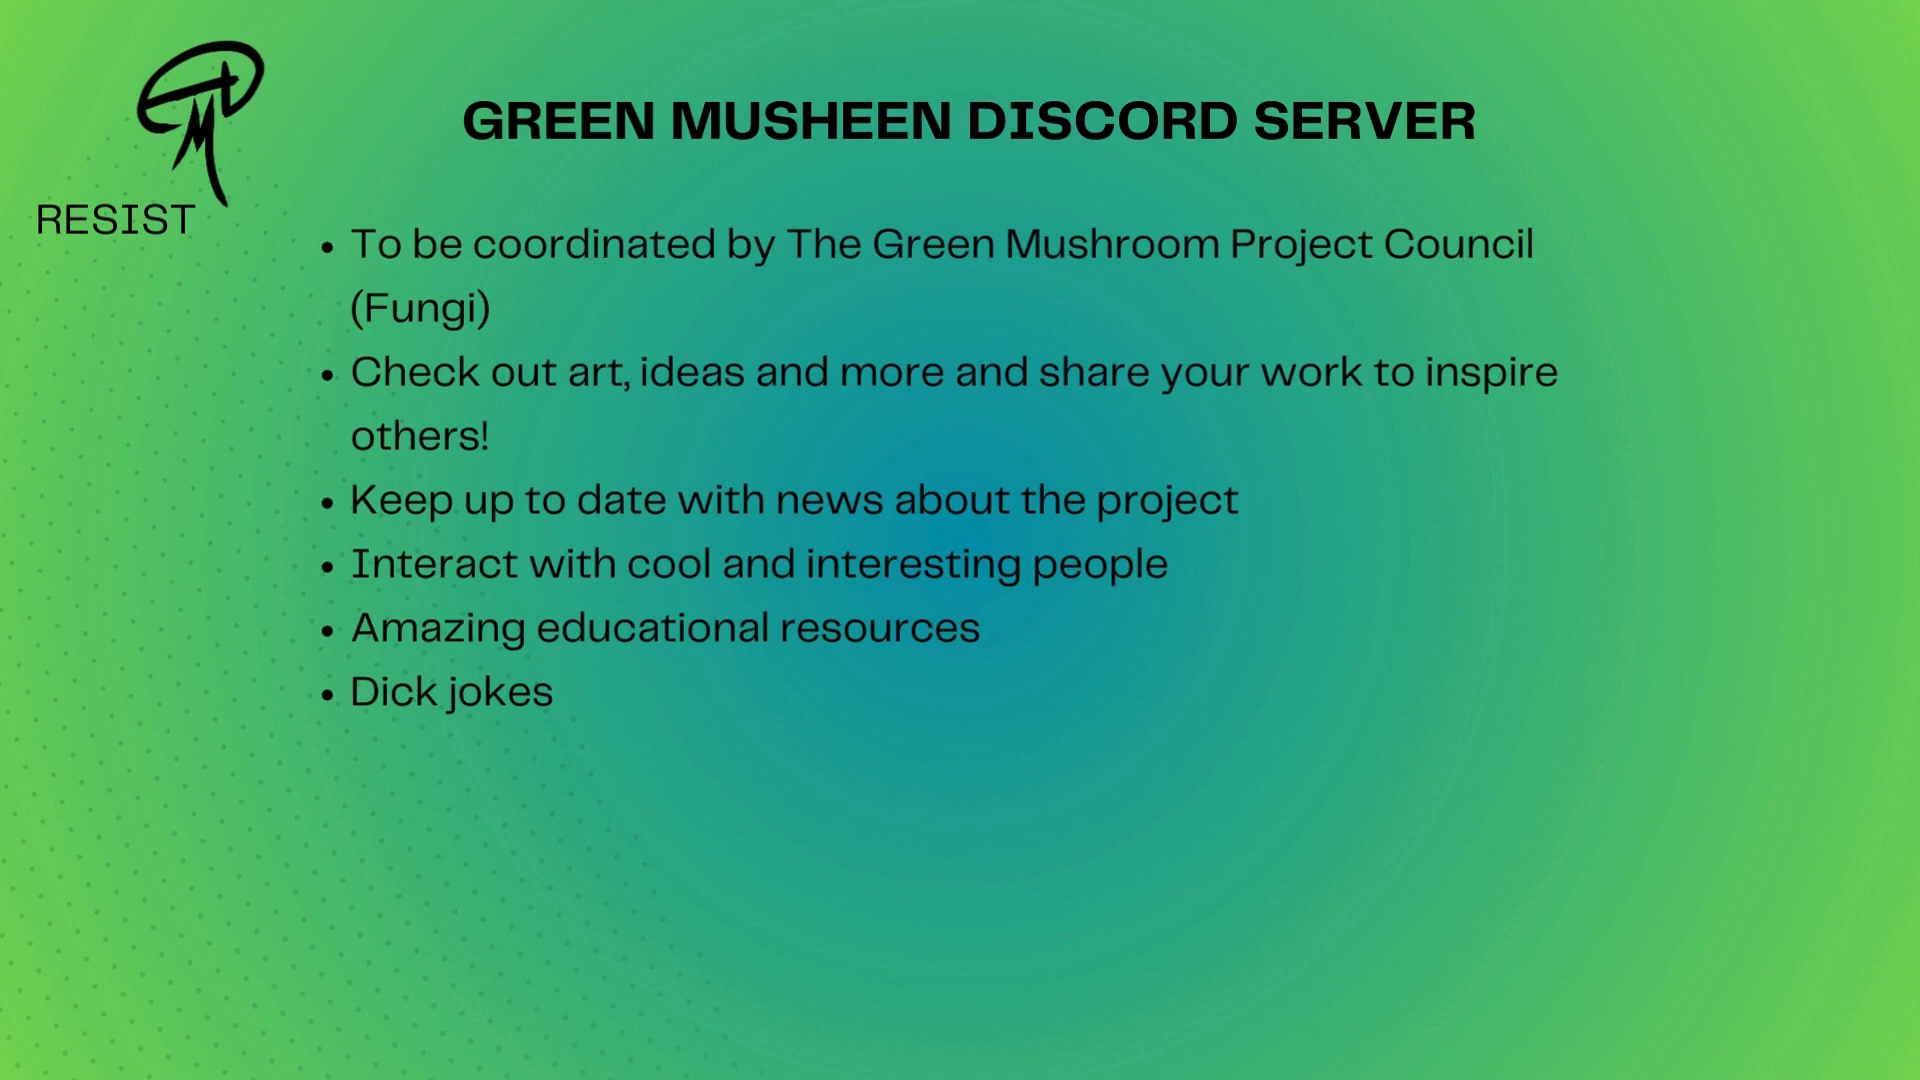 GREEN MUSHEEN DISCORD SERVER
RESIST
• To be coordinated by The Green Mushroom Project Council
(Fungi)
• Check out art, ideas and more and share your work to inspire
others!
• Keep up to date with news about the project
• Interact with cool and interesting people
• Amazing educational resources
• Dick jokes